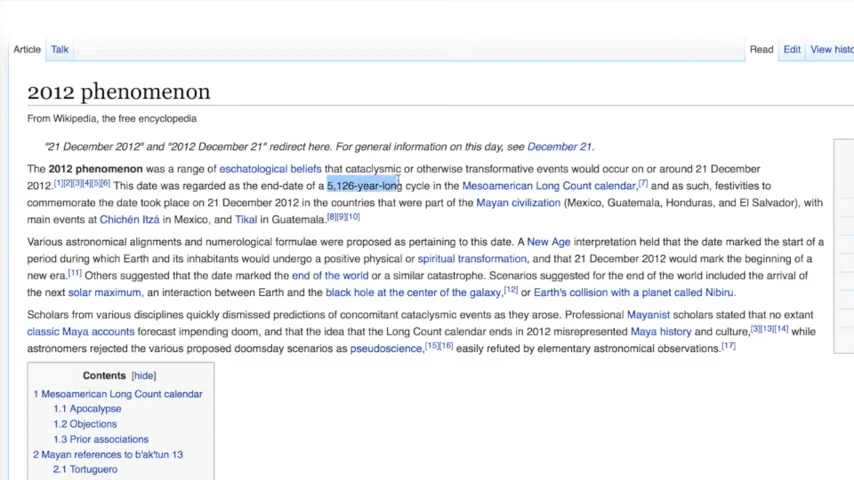 Article Talk Read Edit View histo
2012 phenomenon
From Wikipedia, the free encyclopedia
"21 December 2012" and "2012 December 21" redirect here. For general information on this day, see December 21.
The 2012 phenomenon was a range of eschatological beliefs that cataclysmic or otherwise transformative events would occur on or around 21 December
2012.[1][2][3][4][5][6] This date was regarded as the end-date of a 5,126-year-long cycle in the Mesoamerican Long Count calendar,[7] and as such, festivities to
commemorate the date took place on 21 December 2012 in the countries that were part of the Mayan civilization (Mexico, Guatemala, Honduras, and El Salvador), with
main events at Chichén Itzá in Mexico, and Tikal in Guatemala.[8][9][10]
Various astronomical alignments and numerological formulae were proposed as pertaining to this date. A New Age interpretation held that the date marked the start of a
period during which Earth and its inhabitants would undergo a positive physical or spiritual transformation, and that 21 December 2012 would mark the beginning of a
new era.[11] Others suggested that the date marked the end of the world or a similar catastrophe. Scenarios suggested for the end of the world included the arrival of
the next solar maximum, an interaction between Earth and the black hole at the center of the galaxy,[12] or Earth's collision with a planet called Nibiru.
Scholars from various disciplines quickly dismissed predictions of concomitant cataclysmic events as they arose. Professional Mayanist scholars stated that no extant
classic Maya accounts forecast impending doom, and that the idea that the Long Count calendar ends in 2012 misrepresented Maya history and culture,[3][13][14] while
astronomers rejected the various proposed doomsday scenarios as pseudoscience,[15][16] easily refuted by elementary astronomical observations.[17]
Contents [hide]
1 Mesoamerican Long Count calendar
1.1 Apocalypse
1.2 Objections
1.3 Prior associations
2 Mayan references to b'ak'tun 13
2.1 Tortuguero